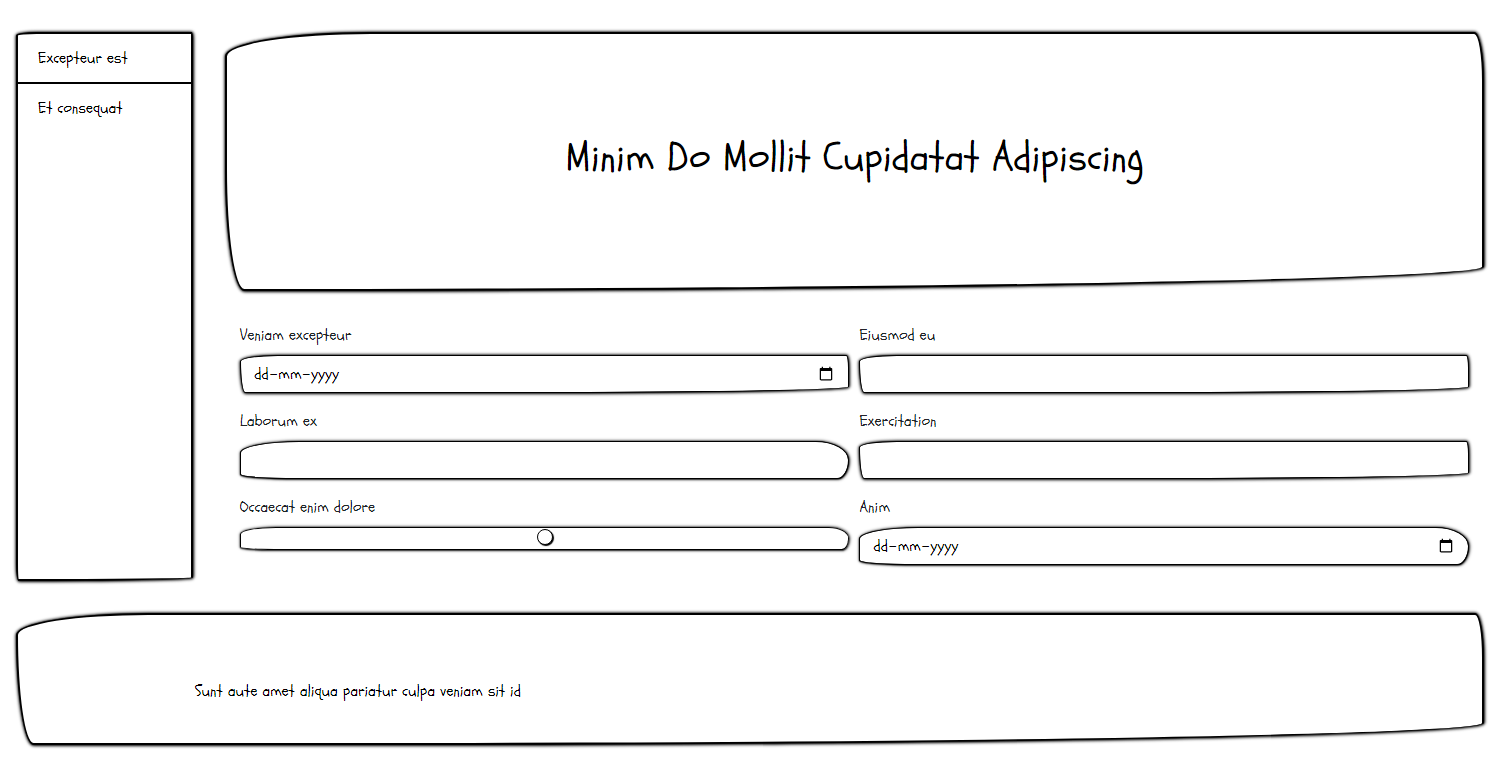 Excepteur est
Et consequat
Minim Do Mollit Cupidatat Adipiscing
Veniam excepteur
Eiusmod eu
dd-mm-yyyy
Laborum ex
Exercitation
Occaecat enim dolore
Anim
dd-mm-yyyy
Sunt aute amet aliqua pariatur culpa veniam sit id